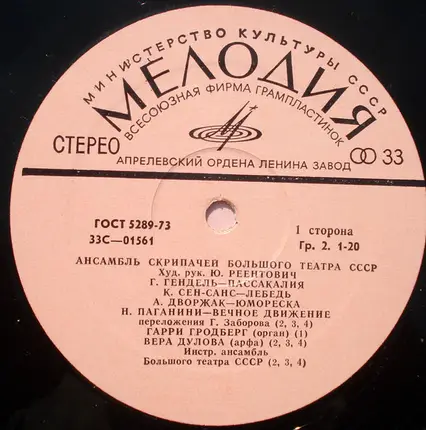 МИНИСТЕРСТВО КУЛЬТУРЫ СССР
МЕЛОДИЯ
ВСЕСОЮЗНАЯ ФИРМА ГРАМПЛАСТИНОК
СТЕРЕО
33
АПРЕЛЕВСКИЙ ОРДЕНА ЛЕНИНА ЗАВОД
ГОСТ 5289-73
33С—01561
1 сторона
Гр. 2. 1-20
АНСАМБЛЬ СКРИПАЧЕЙ БОЛЬШОГО ТЕАТРА СССР
Худ. рук. Ю. РЕЕНТОВИЧ
Г. ГЕНДЕЛЬ—ПАССАКАЛИЯ
К. СЕН-САНС—ЛЕБЕДЬ
А. ДВОРЖАК—ЮМОРЕСКА
Н. ПАГАНИНИ—ВЕЧНОЕ ДВИЖЕНИЕ
переложения Г. Заборова (2, 3, 4)
ГАРРИ ГРОДБЕРГ (орган) (1)
ВЕРА ДУЛОВА (арфа) (2, 3, 4)
Инстр. ансамбль
Большого театра СССР (2, 3, 4)